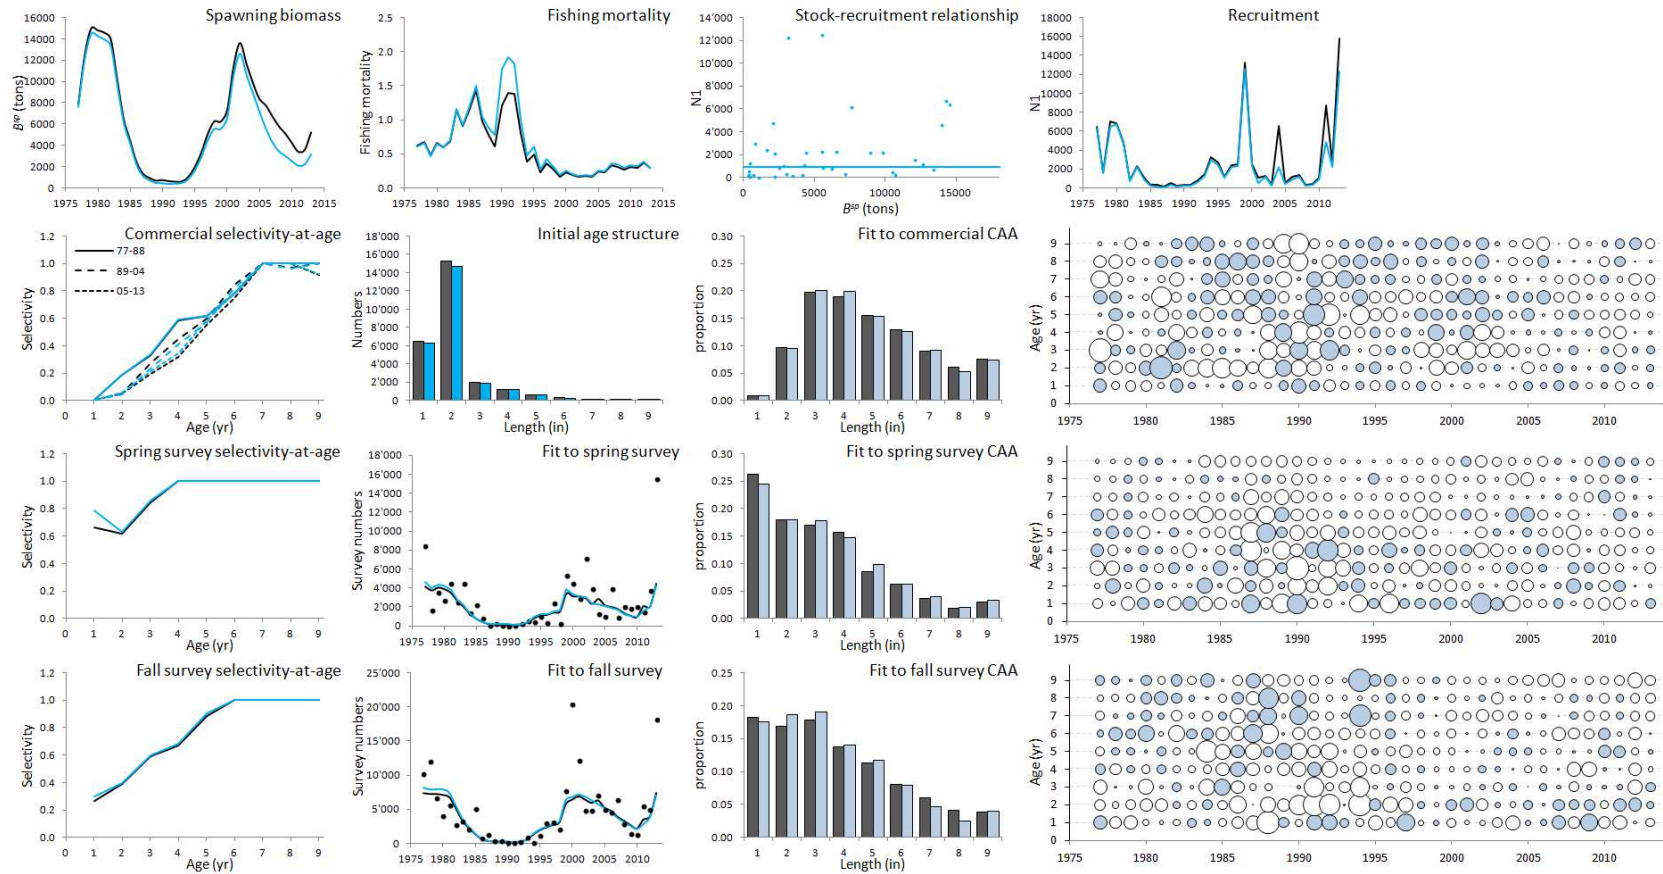 Spawning biomass
18000
16000
14000
12000
10000
8000
6000
4000
2000
0
Bsp (tons)
1975 1980 1985 1990 1995 2000 2005 2010 2015
Fishing mortality
2.5
2.0
1.5
1.0
0.5
0.0
Fishing mortality
1975 1980 1985 1990 1995 2000 2005 2010 2015
Stock-recruitment relationship
14'000
12'000
10'000
8'000
6'000
4'000
2'000
0
N1
0 5000 10000 15000
Bsp (tons)
Recruitment
18000
16000
14000
12000
10000
8000
6000
4000
2000
0
N1
1975 1980 1985 1990 1995 2000 2005 2010
Commercial selectivity-at-age
1.2
1.0
0.8
0.6
0.4
0.2
0.0
Selectivity
77-88
89-04
05-13
0 1 2 3 4 5 6 7 8 9
Age (yr)
Initial age structure
18'000
16'000
14'000
12'000
10'000
8'000
6'000
4'000
2'000
0
Numbers
1 2 3 4 5 6 7 8 9
Length (in)
Fit to commercial CAA
0.30
0.25
0.20
0.15
0.10
0.05
0.00
proportion
1 2 3 4 5 6 7 8 9
Length (in)
9
8
7
6
5
4
3
2
1
0
Age (yr)
1975 1980 1985 1990 1995 2000 2005 2010
Spring survey selectivity-at-age
1.2
1.0
0.8
0.6
0.4
0.2
0.0
Selectivity
0 1 2 3 4 5 6 7 8 9
Age (yr)
Fit to spring survey
18'000
16'000
14'000
12'000
10'000
8'000
6'000
4'000
2'000
0
Survey numbers
1975 1980 1985 1990 1995 2000 2005 2010
Fit to spring survey CAA
0.30
0.25
0.20
0.15
0.10
0.05
0.00
proportion
1 2 3 4 5 6 7 8 9
Length (in)
9
8
7
6
5
4
3
2
1
0
Age (yr)
1975 1980 1985 1990 1995 2000 2005 2010
Fall survey selectivity-at-age
1.2
1.0
0.8
0.6
0.4
0.2
0.0
Selectivity
0 1 2 3 4 5 6 7 8 9
Age (yr)
Fit to fall survey
25'000
20'000
15'000
10'000
5'000
0
Survey numbers
1975 1980 1985 1990 1995 2000 2005 2010
Fit to fall survey CAA
0.25
0.20
0.15
0.10
0.05
0.00
proportion
1 2 3 4 5 6 7 8 9
Length (in)
9
8
7
6
5
4
3
2
1
0
Age (yr)
1975 1980 1985 1990 1995 2000 2005 2010